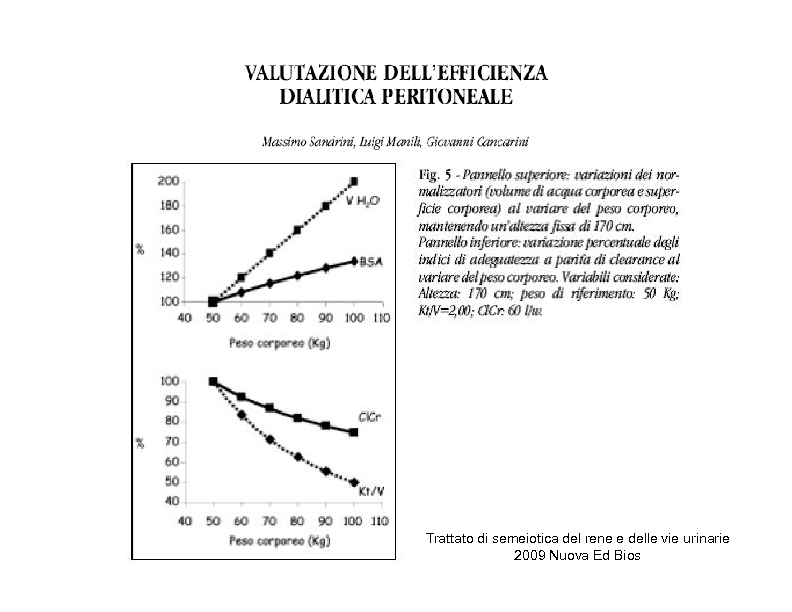 VALUTAZIONE DELL'EFFICIENZA
DIALITICA PERITONEALE
Massimo Sandrini, Luigi Manili, Giovanni Cancarini
200
180
160
140
120
100
%
V H₂O
BSA
40 50 60 70 80 90 100 110
Peso corporeo (Kg)
100
90
80
70
60
50
40
%
ClCr
Kt/V
40 50 60 70 80 90 100 110
Peso corporeo (Kg)
Fig. 5 - Pannello superiore: variazioni dei nor-
malizzatori (volume di acqua corporea e super-
ficie corporea) al variare del peso corporeo,
mantenendo un'altezza fissa di 170 cm.
Pannello inferiore: variazione percentuale degli
indici di adeguatezza a parità di clearance al
variare del peso corporeo. Variabili considerate:
Altezza: 170 cm; peso di riferimento: 50 Kg;
Kt/V=2,00; ClCr: 60 l/w.
Trattato di semeiotica del rene e delle vie urinarie
2009 Nuova Ed Bios